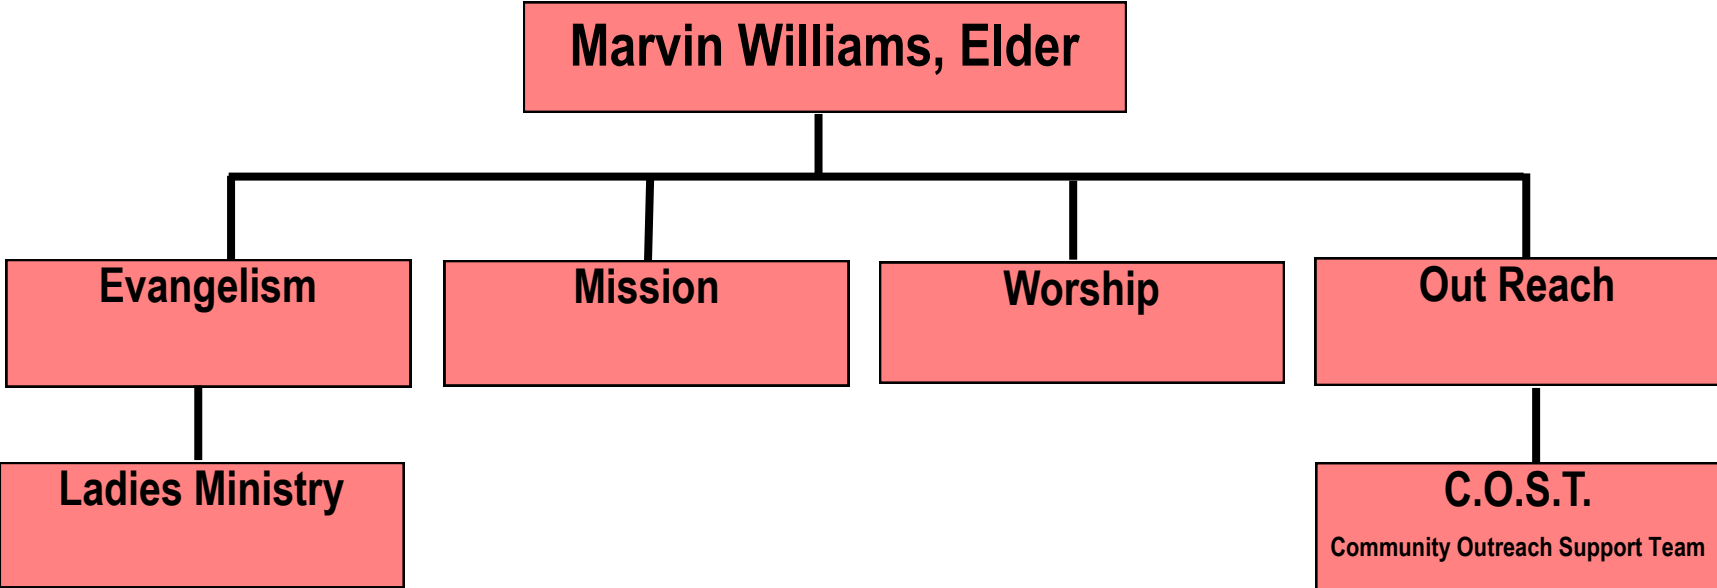 Marvin Williams, Elder
Evangelism
Mission
Worship
Out Reach
Ladies Ministry
C.O.S.T.
Community Outreach Support Team